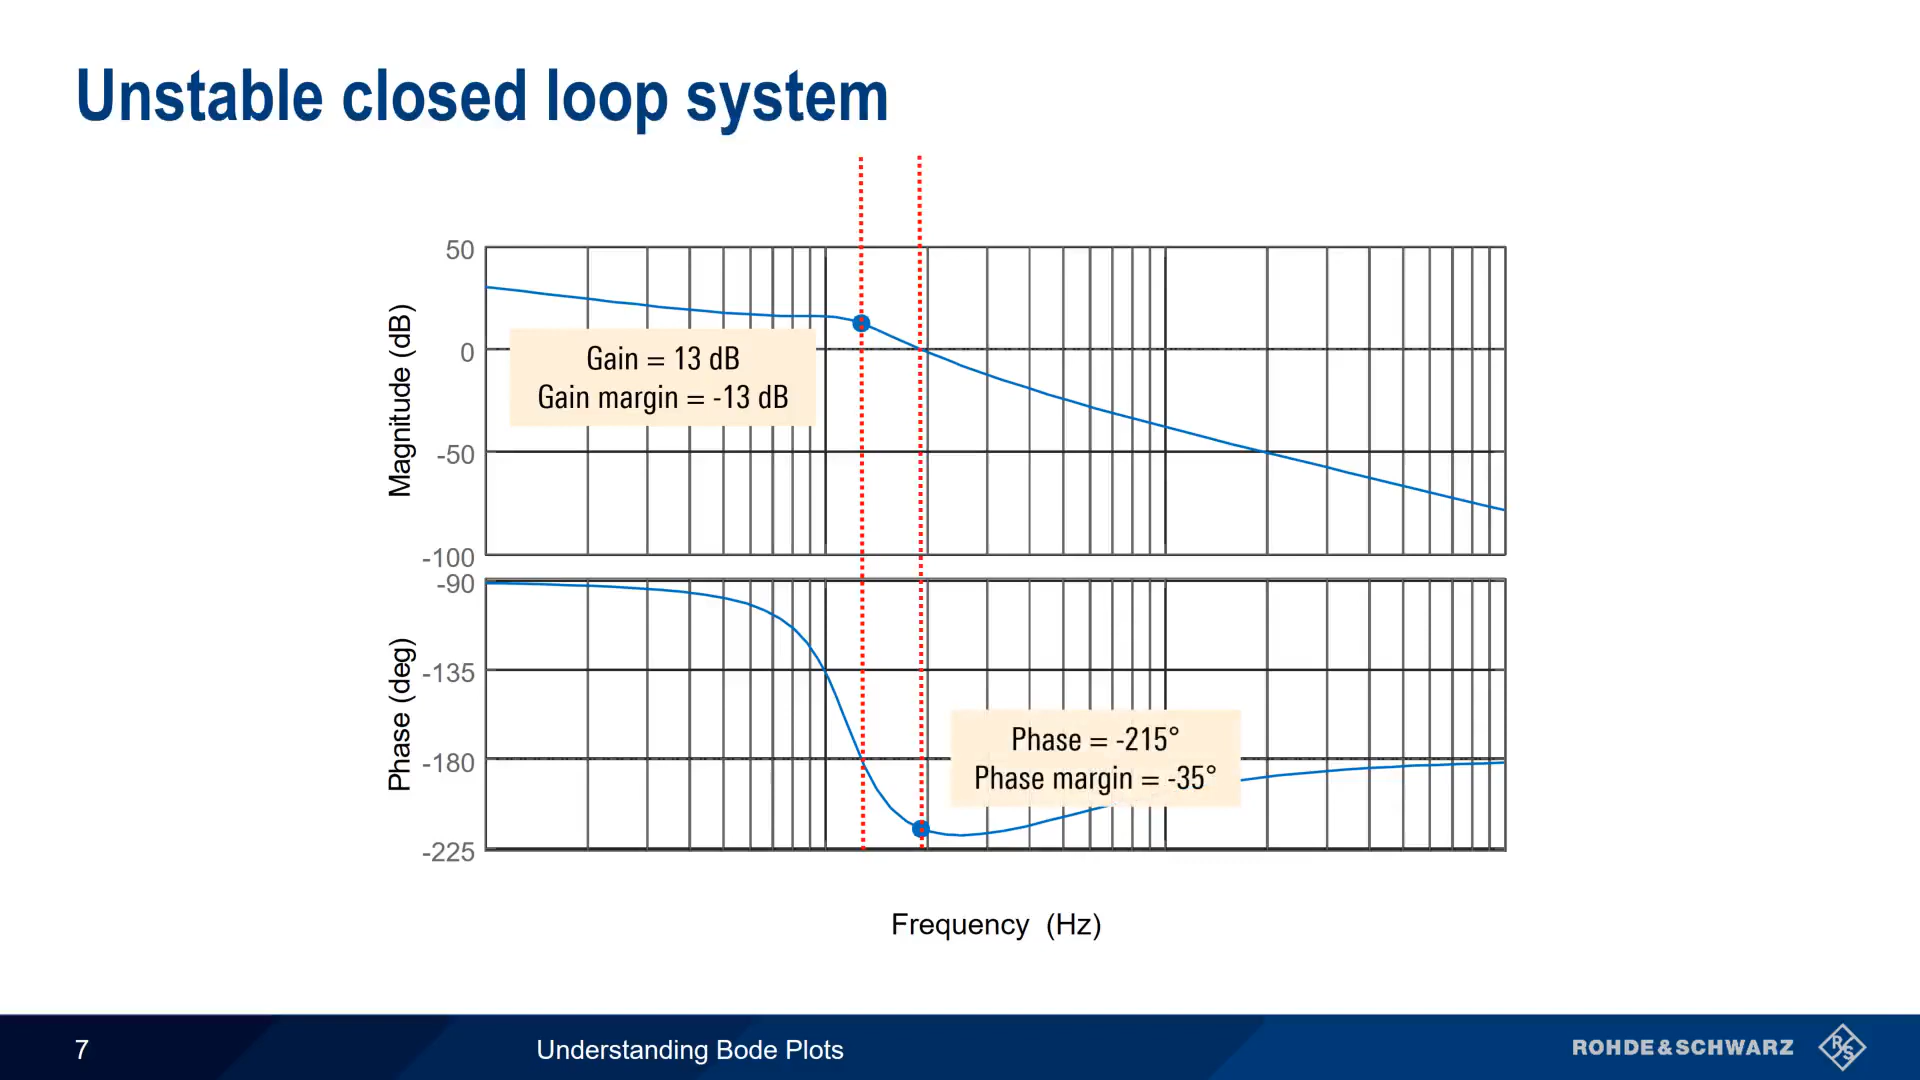 Unstable closed loop system
50
0
-50
-100
Magnitude (dB)
Gain = 13 dB
Gain margin = -13 dB
-90
-135
-180
-225
Phase (deg)
Phase = -215°
Phase margin = -35°
Frequency (Hz)
7
Understanding Bode Plots
ROHDE & SCHWARZ
R
S